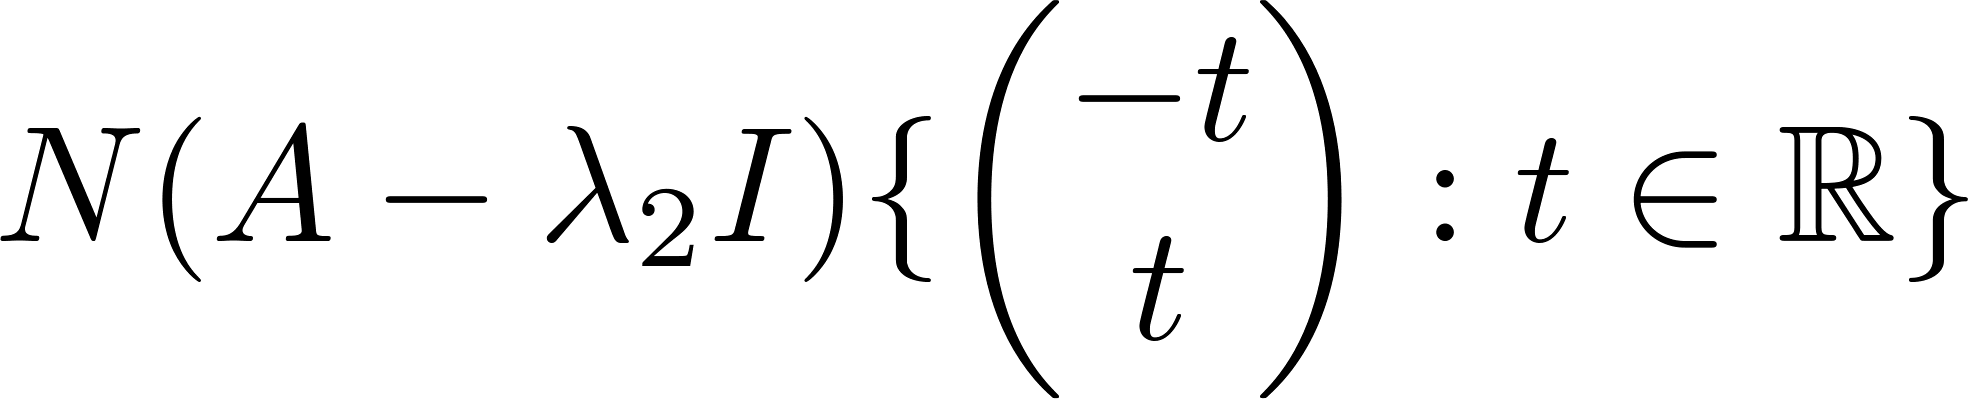 N(A − λ₂I){(−t t) : t ∈ ℝ}